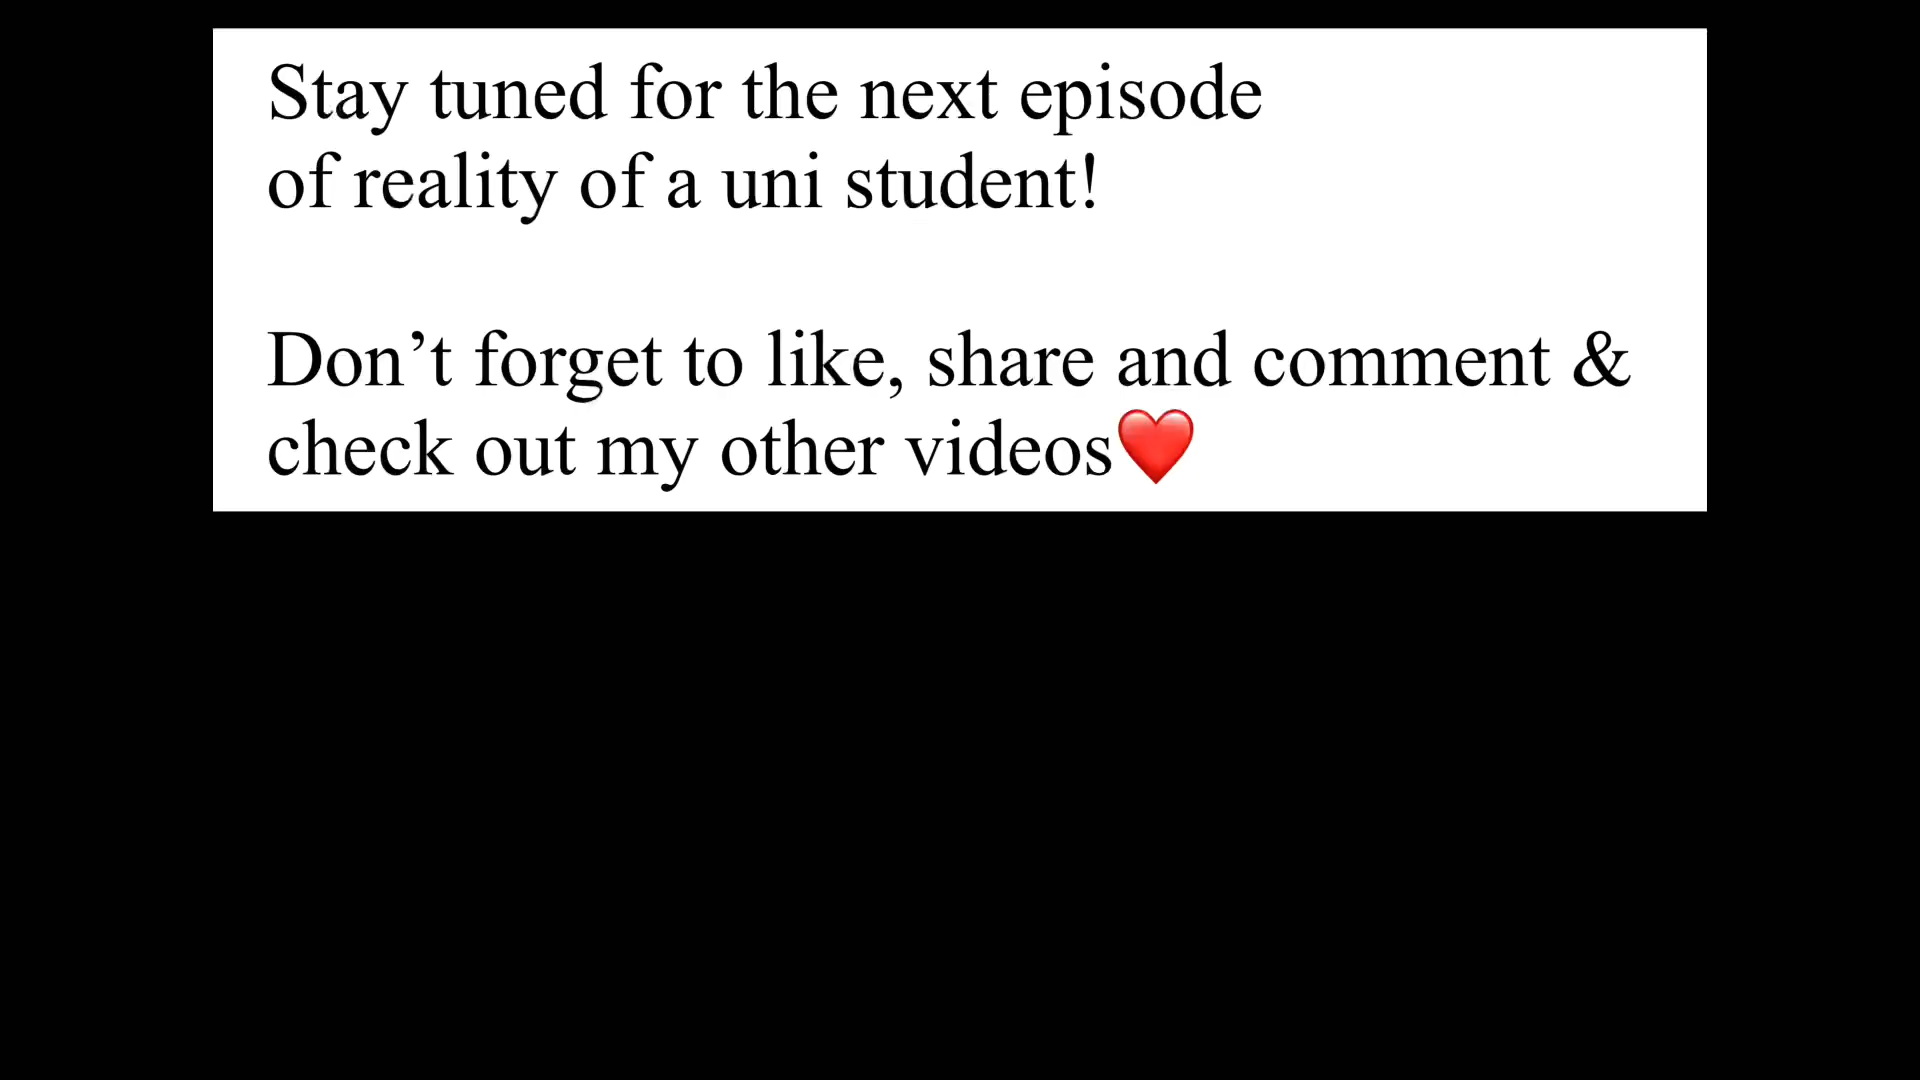 Stay tuned for the next episode
of reality of a uni student!
Don’t forget to like, share and comment &
check out my other videos❤️